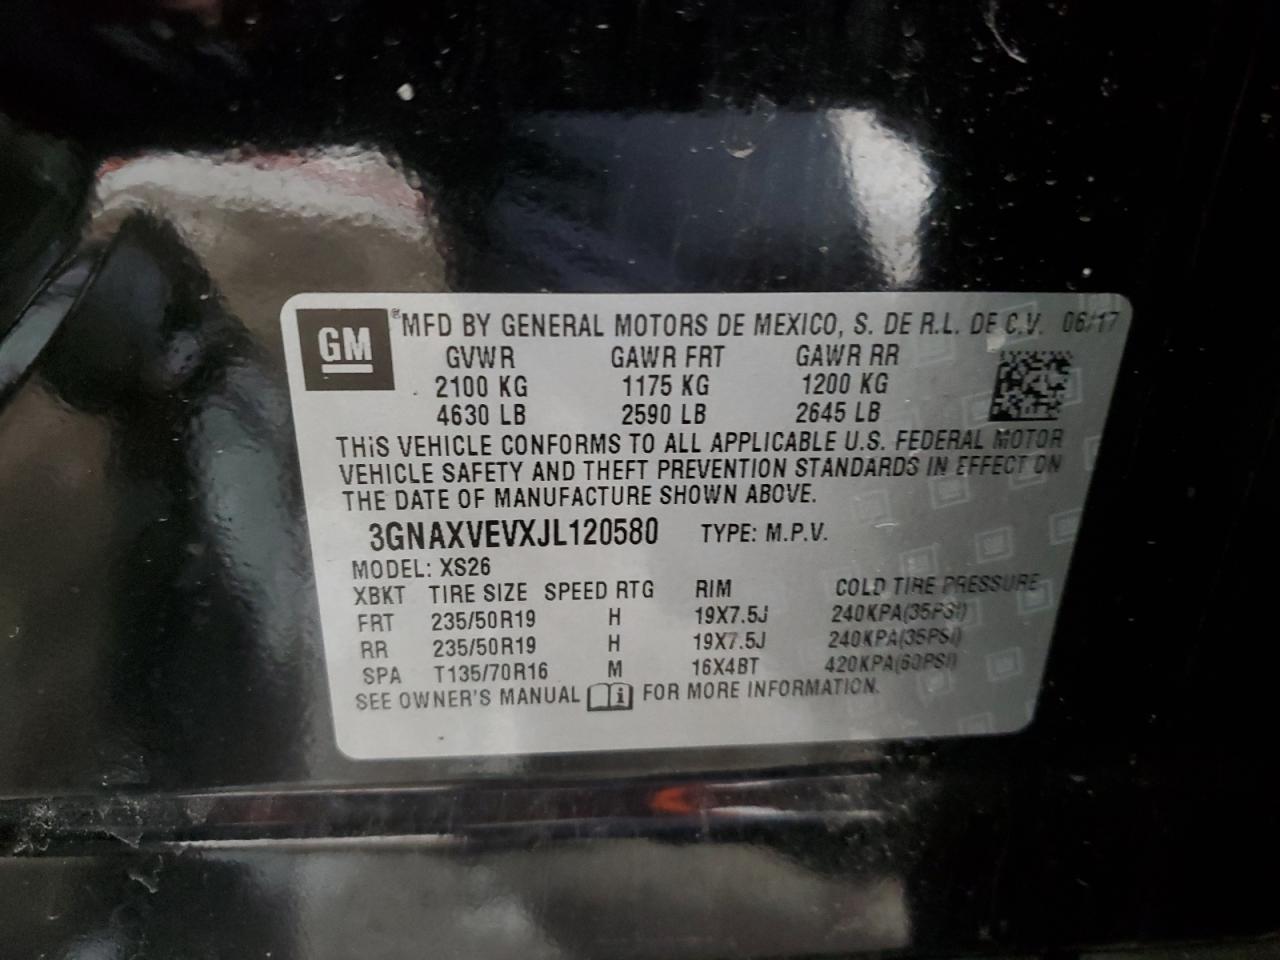 GM
® MFD BY GENERAL MOTORS DE MEXICO, S. DE R.L. DE C.V. 06/17
GVWR GAWR FRT GAWR RR
2100 KG 1175 KG 1200 KG
4630 LB 2590 LB 2645 LB
THiS VEHICLE CONFORMS TO ALL APPLICABLE U.S. FEDERAL MOTOR
VEHICLE SAFETY AND THEFT PREVENTION STANDARDS IN EFFECT ON
THE DATE OF MANUFACTURE SHOWN ABOVE.
3GNAXVEVXJL120580 TYPE: M.P.V.
MODEL: XS26
XBKT TIRE SIZE SPEED RTG RIM COLD TIRE PRESSURE
FRT 235/50R19 H 19X7.5J 240KPA(35PSI)
RR 235/50R19 H 19X7.5J 240KPA(35PSI)
SPA T135/70R16 M 16X4BT 420KPA(60PSI)
SEE OWNER'S MANUAL i FOR MORE INFORMATION.